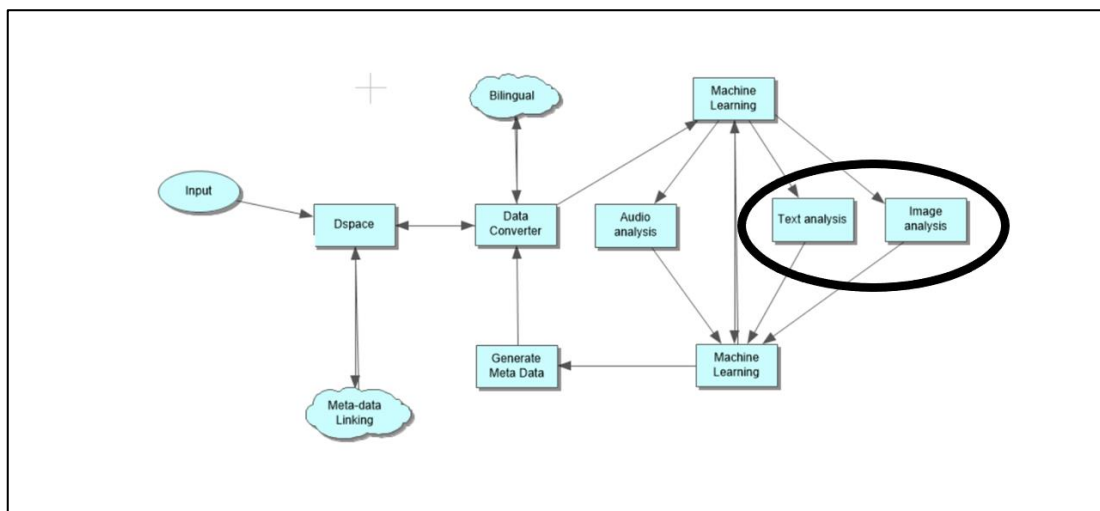 Bilingual
Machine
Learning
Input
Dspace
Data
Converter
Audio
analysis
Text analysis
Image
analysis
Generate
Meta Data
Machine
Learning
Meta-data
Linking